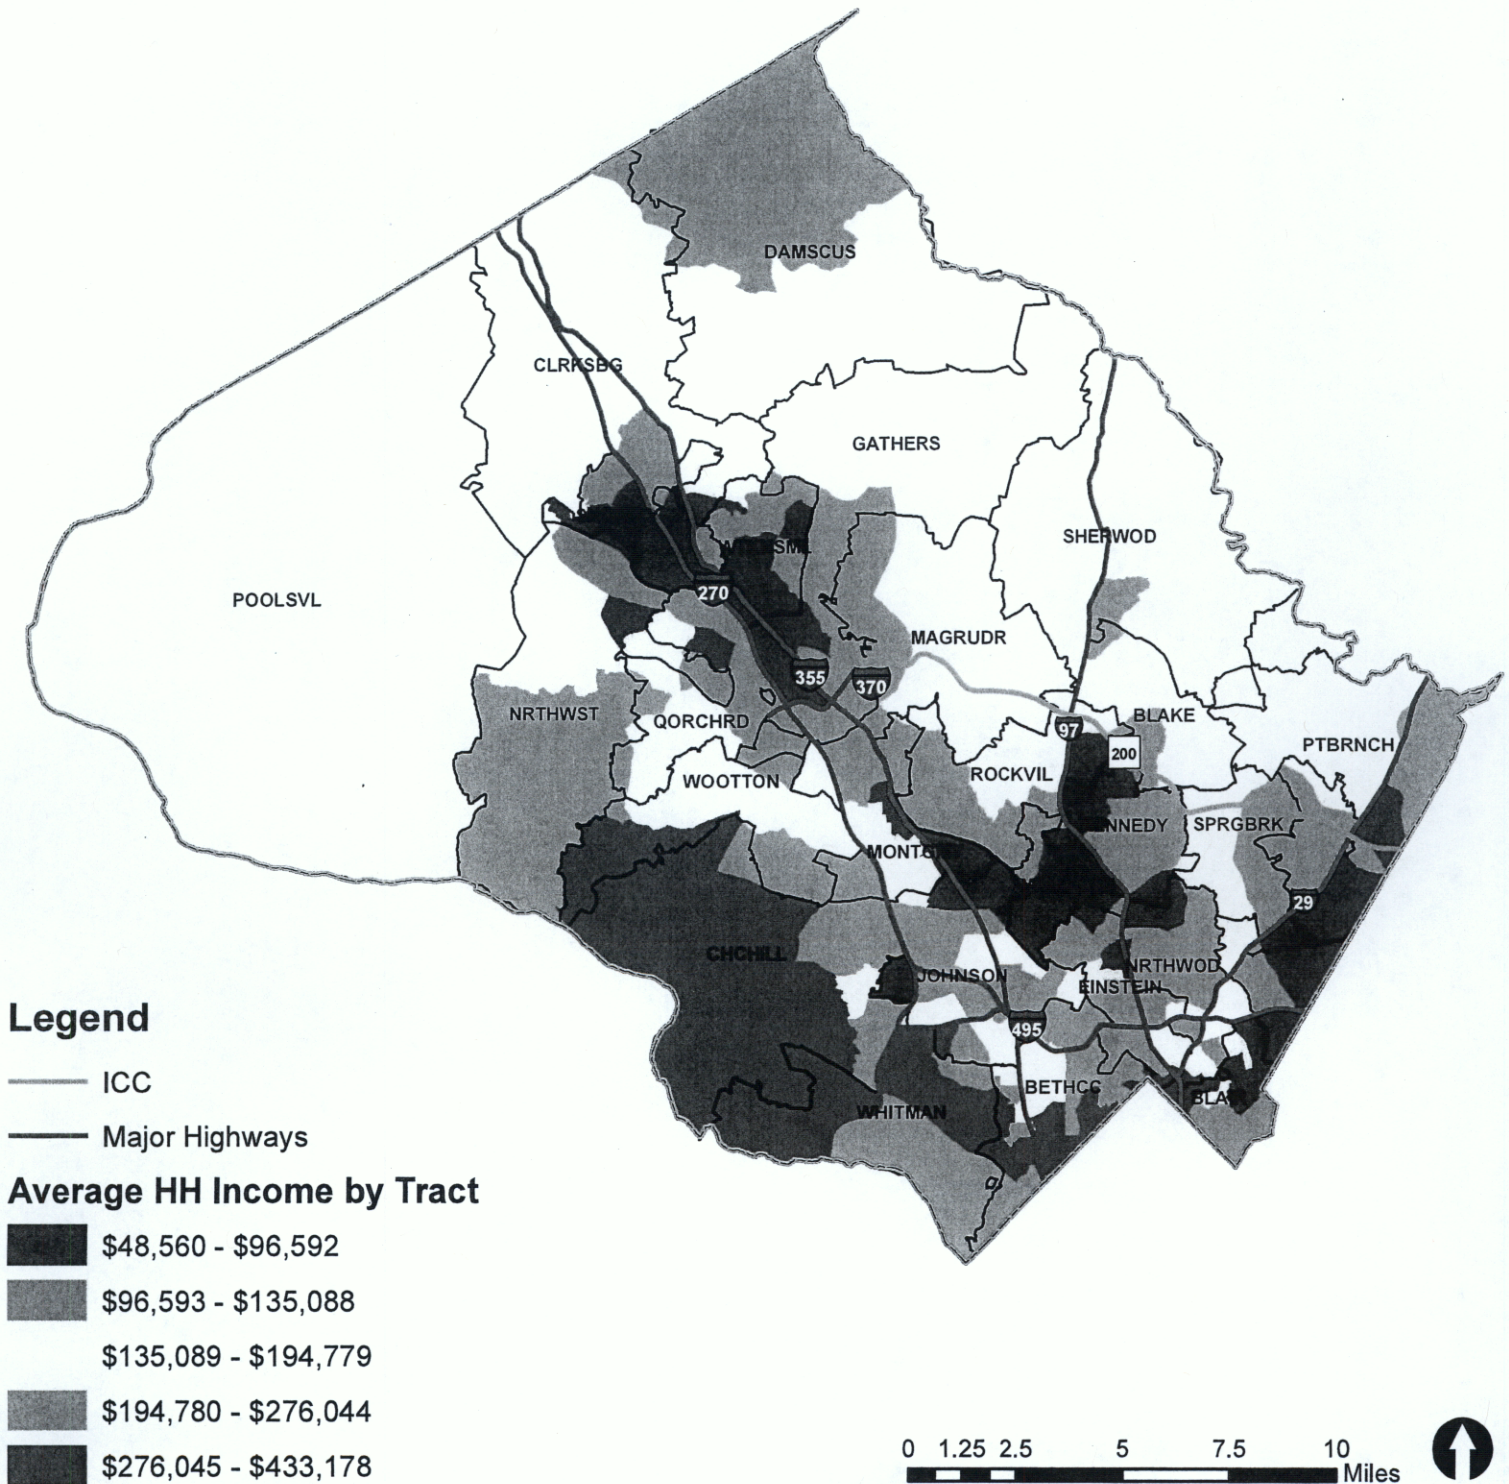 DAMSCUS
CLRKSBG
GATHERS
SHERWOD
POOLSVL
270
MAGRUDR
355
370
NRTHWST
QORCHRD
97
BLAKE
200
PTBRNCH
WOOTTON
ROCKVIL
SPRGBRK
29
CHCHILL
NRTHWOD
JOHNSON
EINSTEIN
495
BETHCC
WHITMAN
Legend
ICC
Major Highways
Average HH Income by Tract
$48,560 - $96,592
$96,593 - $135,088
$135,089 - $194,779
$194,780 - $276,044
$276,045 - $433,178
0 1.25 2.5 5 7.5 10
Miles